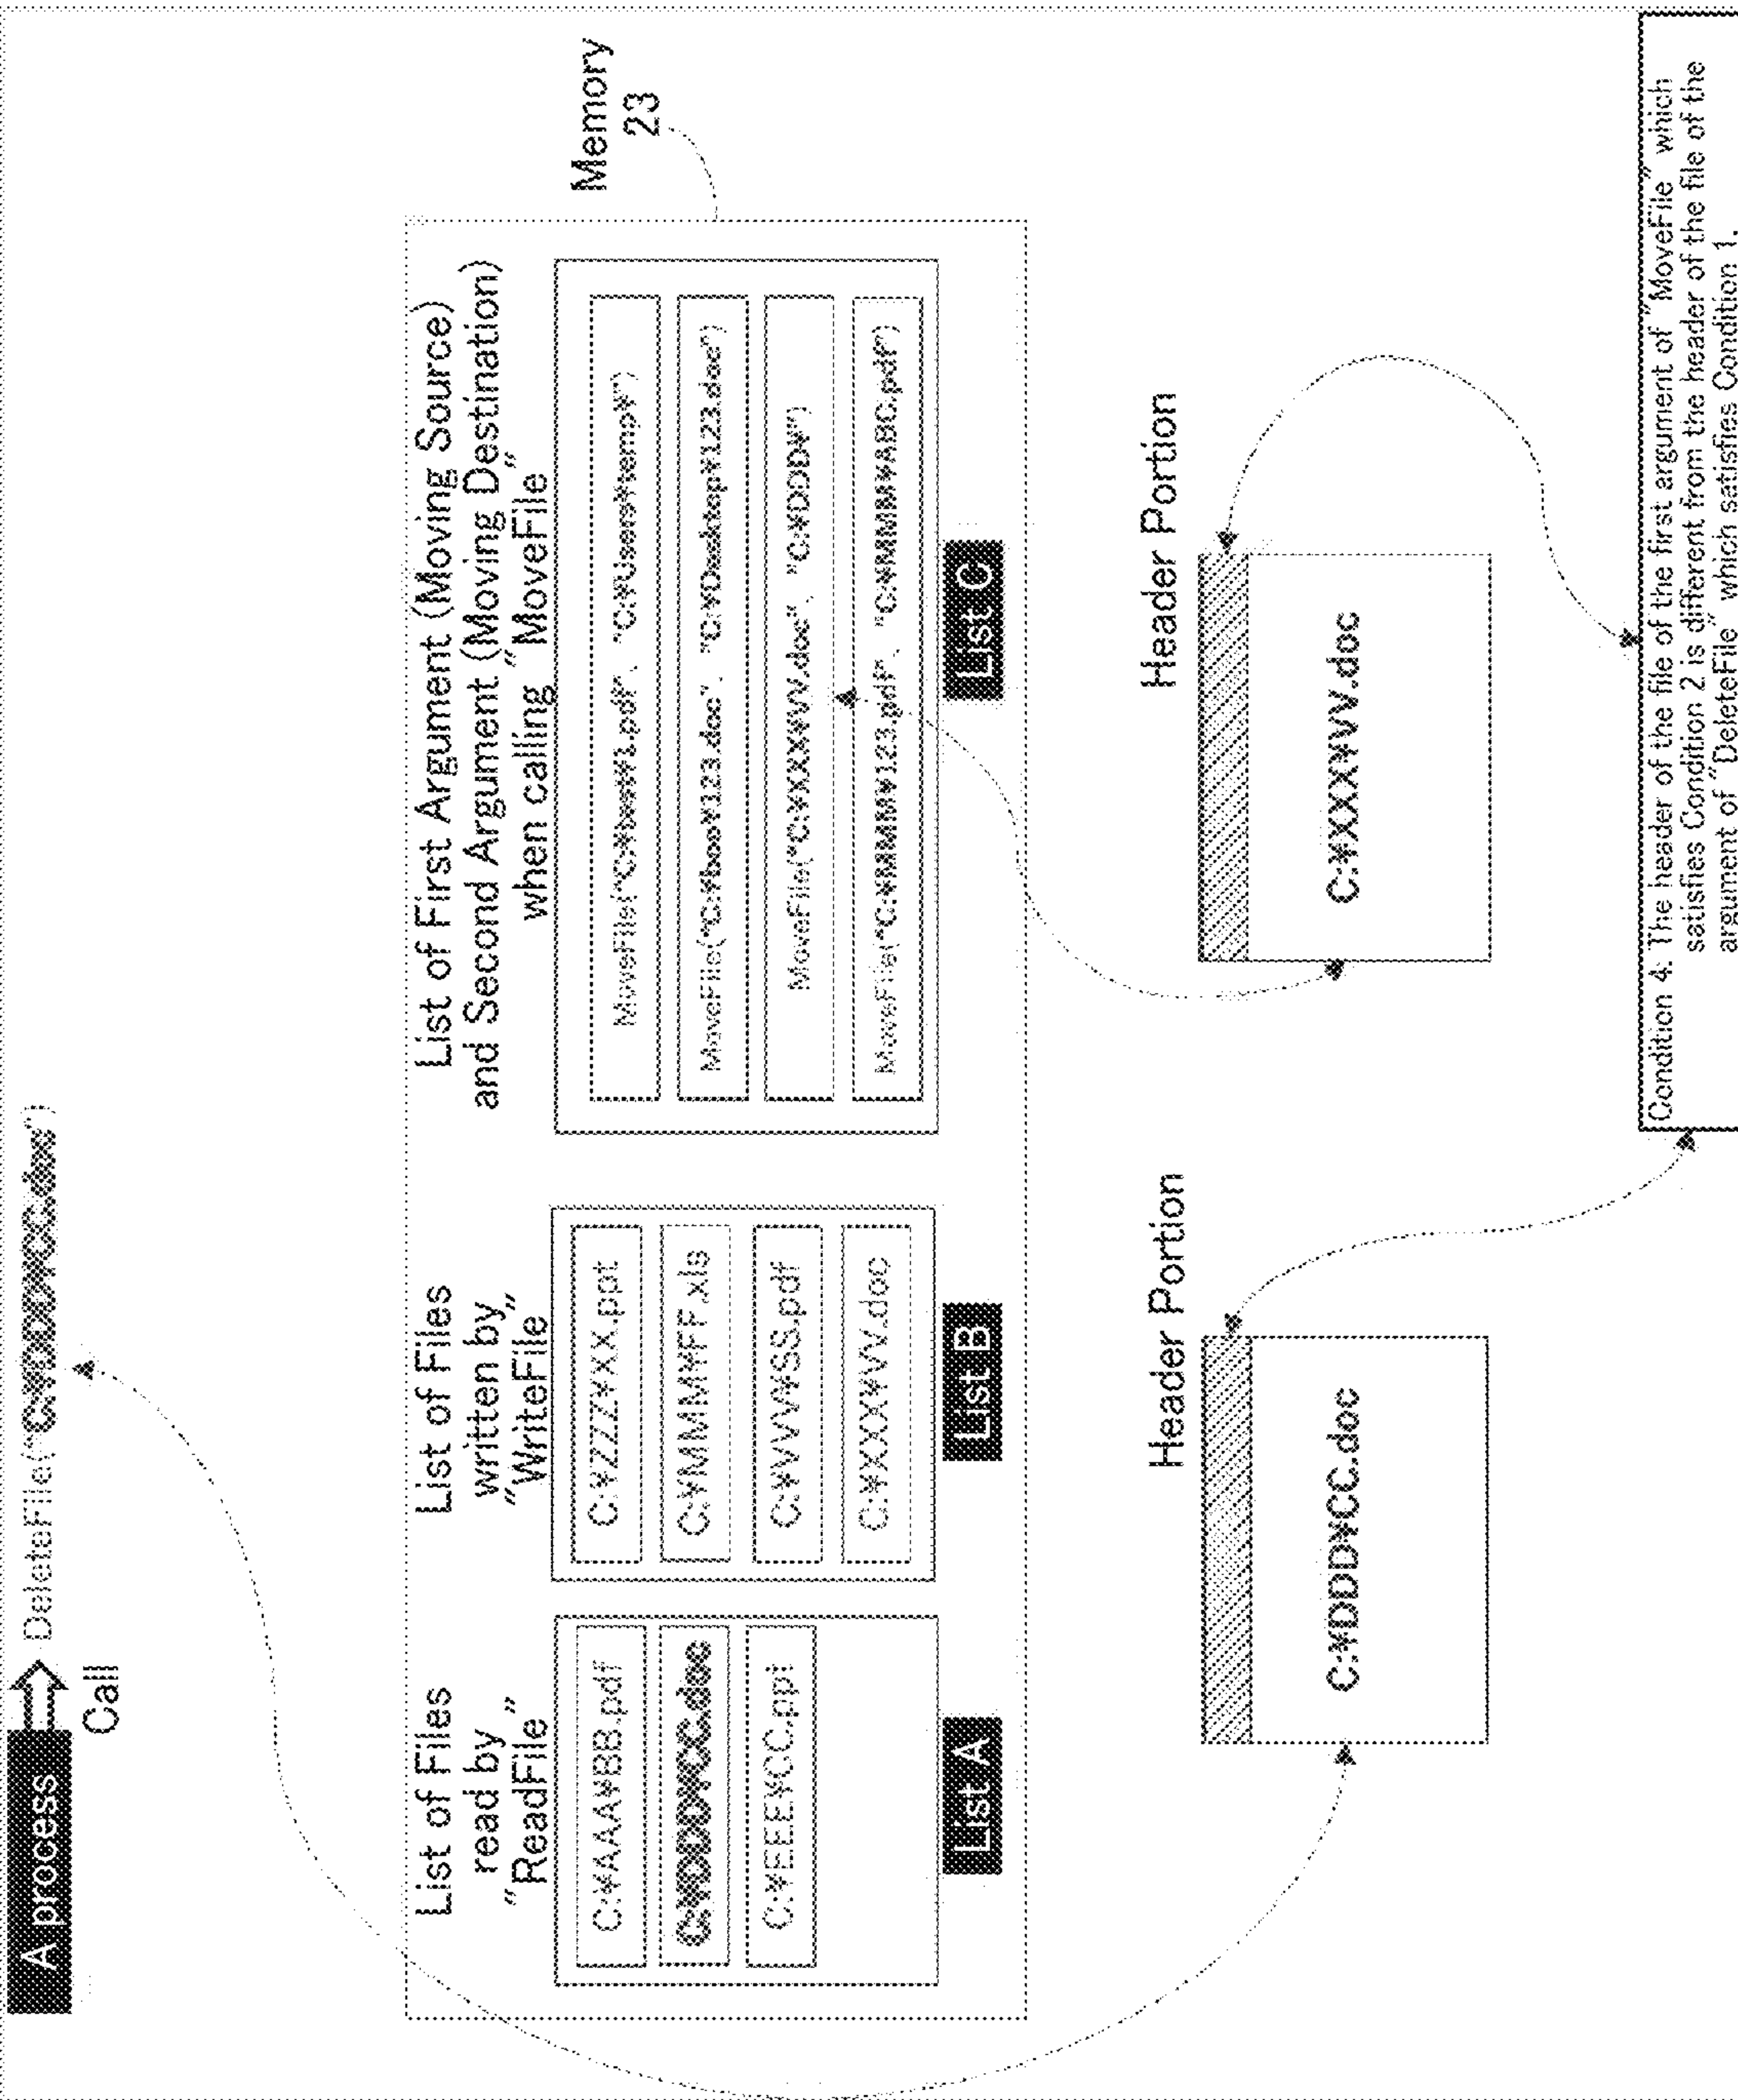 A process
Call
DeleteFile("C:¥DDD¥CC.doc")
Memory
23
List of Files
read by
"ReadFile"
C:¥AAA¥BB.pdf
C:¥DDD¥CC.doc
C:¥EEE¥CC.ppt
List A
List of Files
written by
"WriteFile"
C:¥ZZZ¥XX.ppt
C:¥MMM¥FF.xls
C:¥VVV¥SS.pdf
C:¥XXX¥VV.doc
List B
List of First Argument (Moving Source)
and Second Argument (Moving Destination)
when calling "MoveFile"
MoveFile("C:¥test¥1.pdf", "C:¥Users¥temp¥")
MoveFile("C:¥boo¥123.doc", "C:¥Desktop¥123.doc")
MoveFile("C:¥XXX¥VV.doc", "C:¥DDD¥")
MoveFile("C:¥MMM¥123.pdf", "C:¥MMM¥ABC.pdf")
List C
Header Portion
C:¥DDD¥CC.doc
Header Portion
C:¥XXX¥VV.doc
Condition 4: The header of the file of the first argument of "MoveFile" which
satisfies Condition 2 is different from the header of the file of the
argument of "DeleteFile" which satisfies Condition 1.